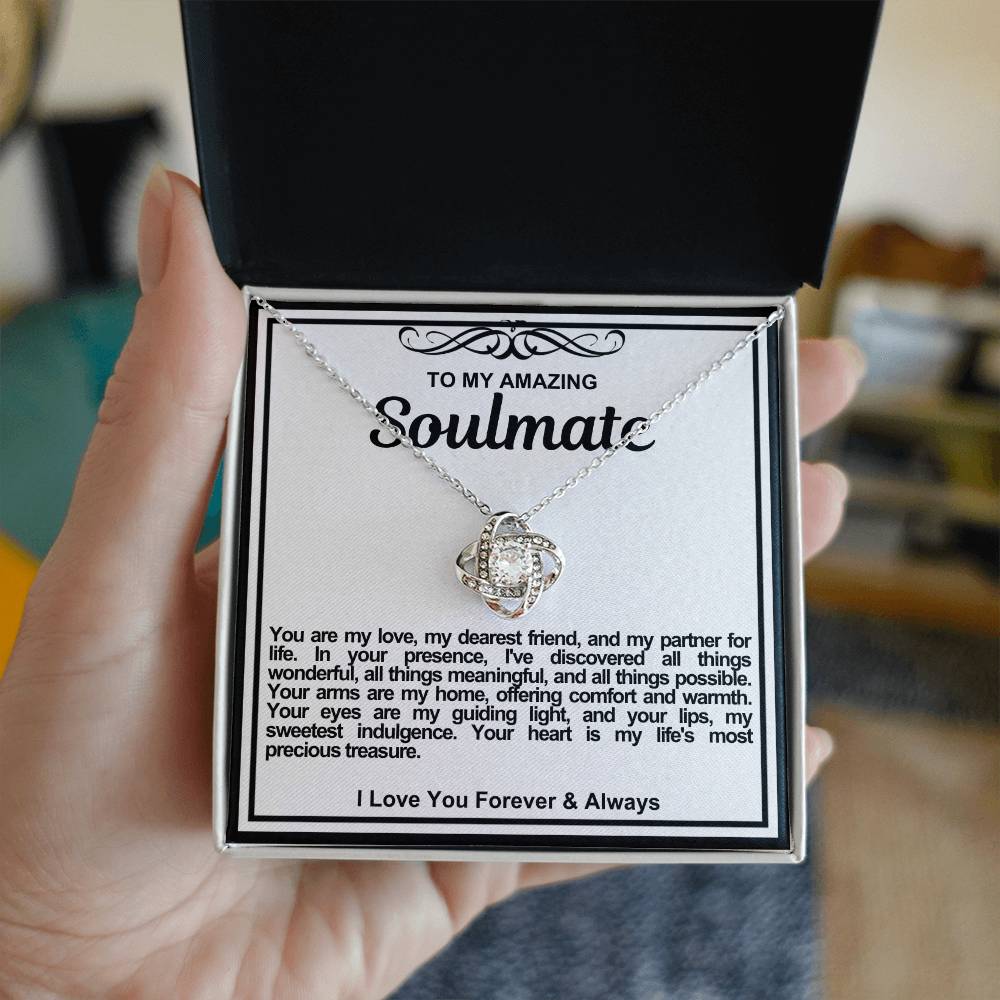 TO MY AMAZING
Soulmate
You are my love, my dearest friend, and my partner for
life. In your presence, I've discovered all things
wonderful, all things meaningful, and all things possible.
Your arms are my home, offering comfort and warmth.
Your eyes are my guiding light, and your lips, my
sweetest indulgence. Your heart is my life's most
precious treasure.
I Love You Forever & Always